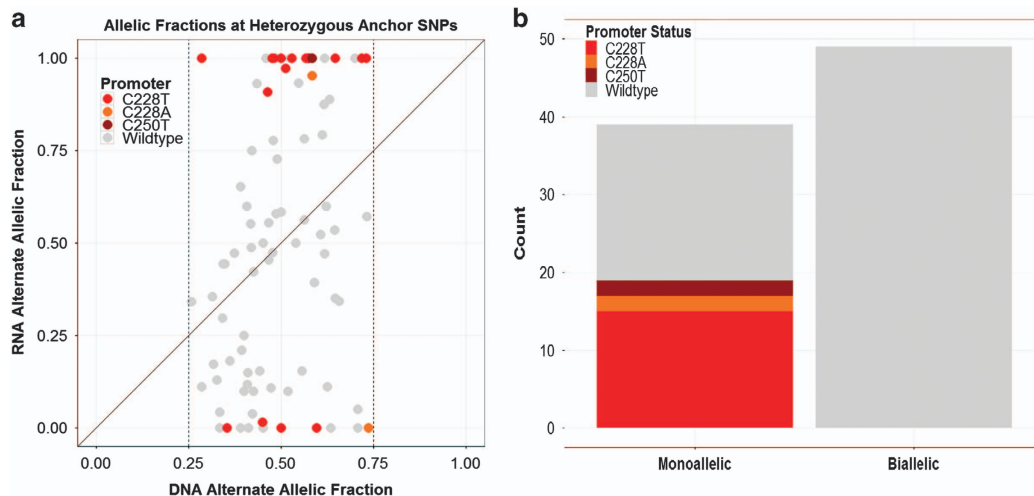 a
Allelic Fractions at Heterozygous Anchor SNPs
1.00
0.75
0.50
0.25
0.00
RNA Alternate Allelic Fraction
Promoter
C228T
C228A
C250T
Wildtype
0.00 0.25 0.50 0.75 1.00
DNA Alternate Allelic Fraction
b
50
40
30
20
10
0
Count
Promoter Status
C228T
C228A
C250T
Wildtype
Monoallelic Biallelic